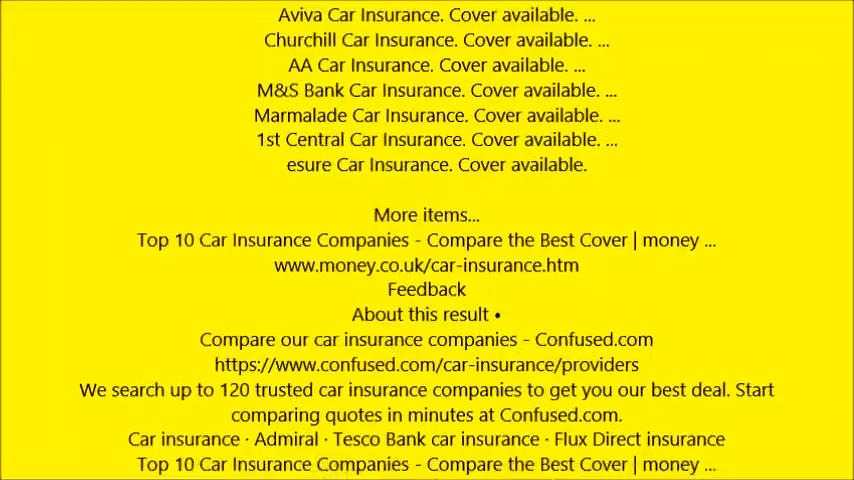 Aviva Car Insurance. Cover available. ...
Churchill Car Insurance. Cover available. ...
AA Car Insurance. Cover available. ...
M&S Bank Car Insurance. Cover available. ...
Marmalade Car Insurance. Cover available. ...
1st Central Car Insurance. Cover available. ...
esure Car Insurance. Cover available.
More items...
Top 10 Car Insurance Companies - Compare the Best Cover | money ...
www.money.co.uk/car-insurance.htm
Feedback
About this result •
Compare our car insurance companies - Confused.com
https://www.confused.com/car-insurance/providers
We search up to 120 trusted car insurance companies to get you our best deal. Start
comparing quotes in minutes at Confused.com.
Car insurance · Admiral · Tesco Bank car insurance · Flux Direct insurance
Top 10 Car Insurance Companies - Compare the Best Cover | money ...